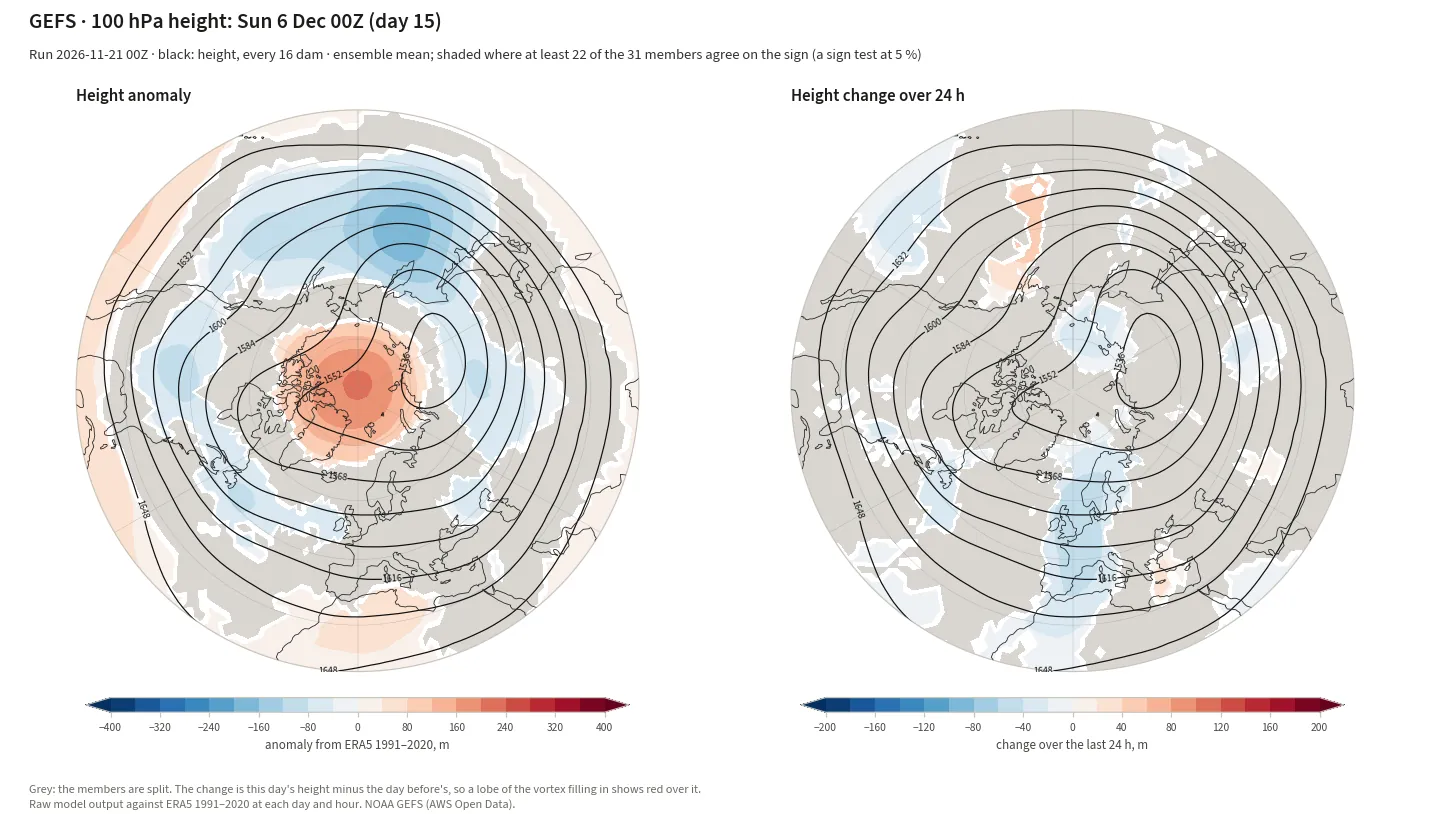 GEFS · 100 hPa height: Sun 6 Dec 00Z (day 15)
Run 2026-11-21 00Z · black: height, every 16 dam · ensemble mean; shaded where at least 22 of the 31 members agree on the sign (a sign test at 5 %)
Height anomaly
Height change over 24 h
1632
1600
1584
1552
1536
1568
1616
1648
1648
1632
1600
1584
1552
1536
1568
1616
1648
1648
−400 −320 −240 −160 −80 0 80 160 240 320 400
anomaly from ERA5 1991–2020, m
−200 −160 −120 −80 −40 0 40 80 120 160 200
change over the last 24 h, m
Grey: the members are split. The change is this day's height minus the day before's, so a lobe of the vortex filling in shows red over it.
Raw model output against ERA5 1991–2020 at each day and hour. NOAA GEFS (AWS Open Data).